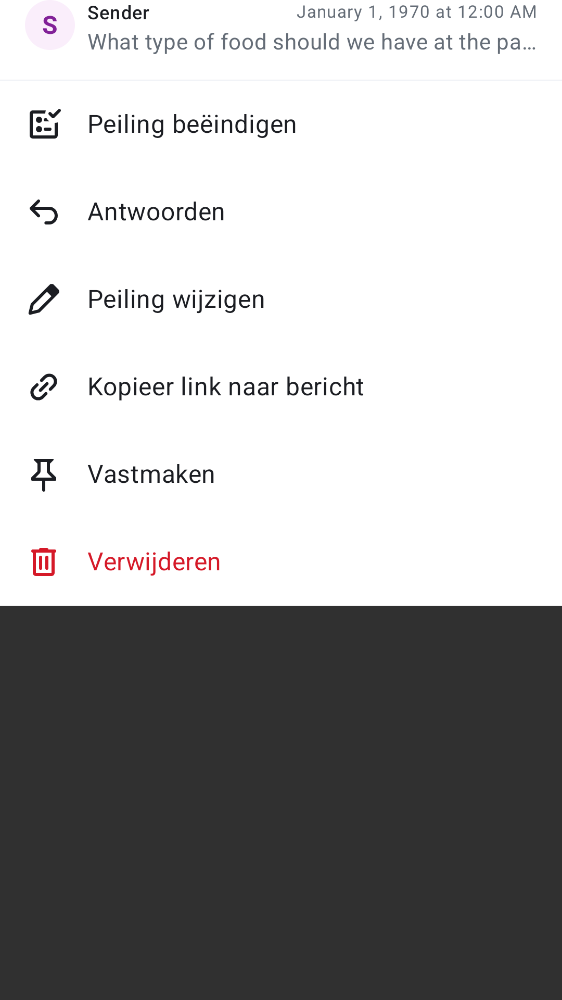 S
Sender
January 1, 1970 at 12:00 AM
What type of food should we have at the pa…
Peiling beëindigen
Antwoorden
Peiling wijzigen
Kopieer link naar bericht
Vastmaken
Verwijderen